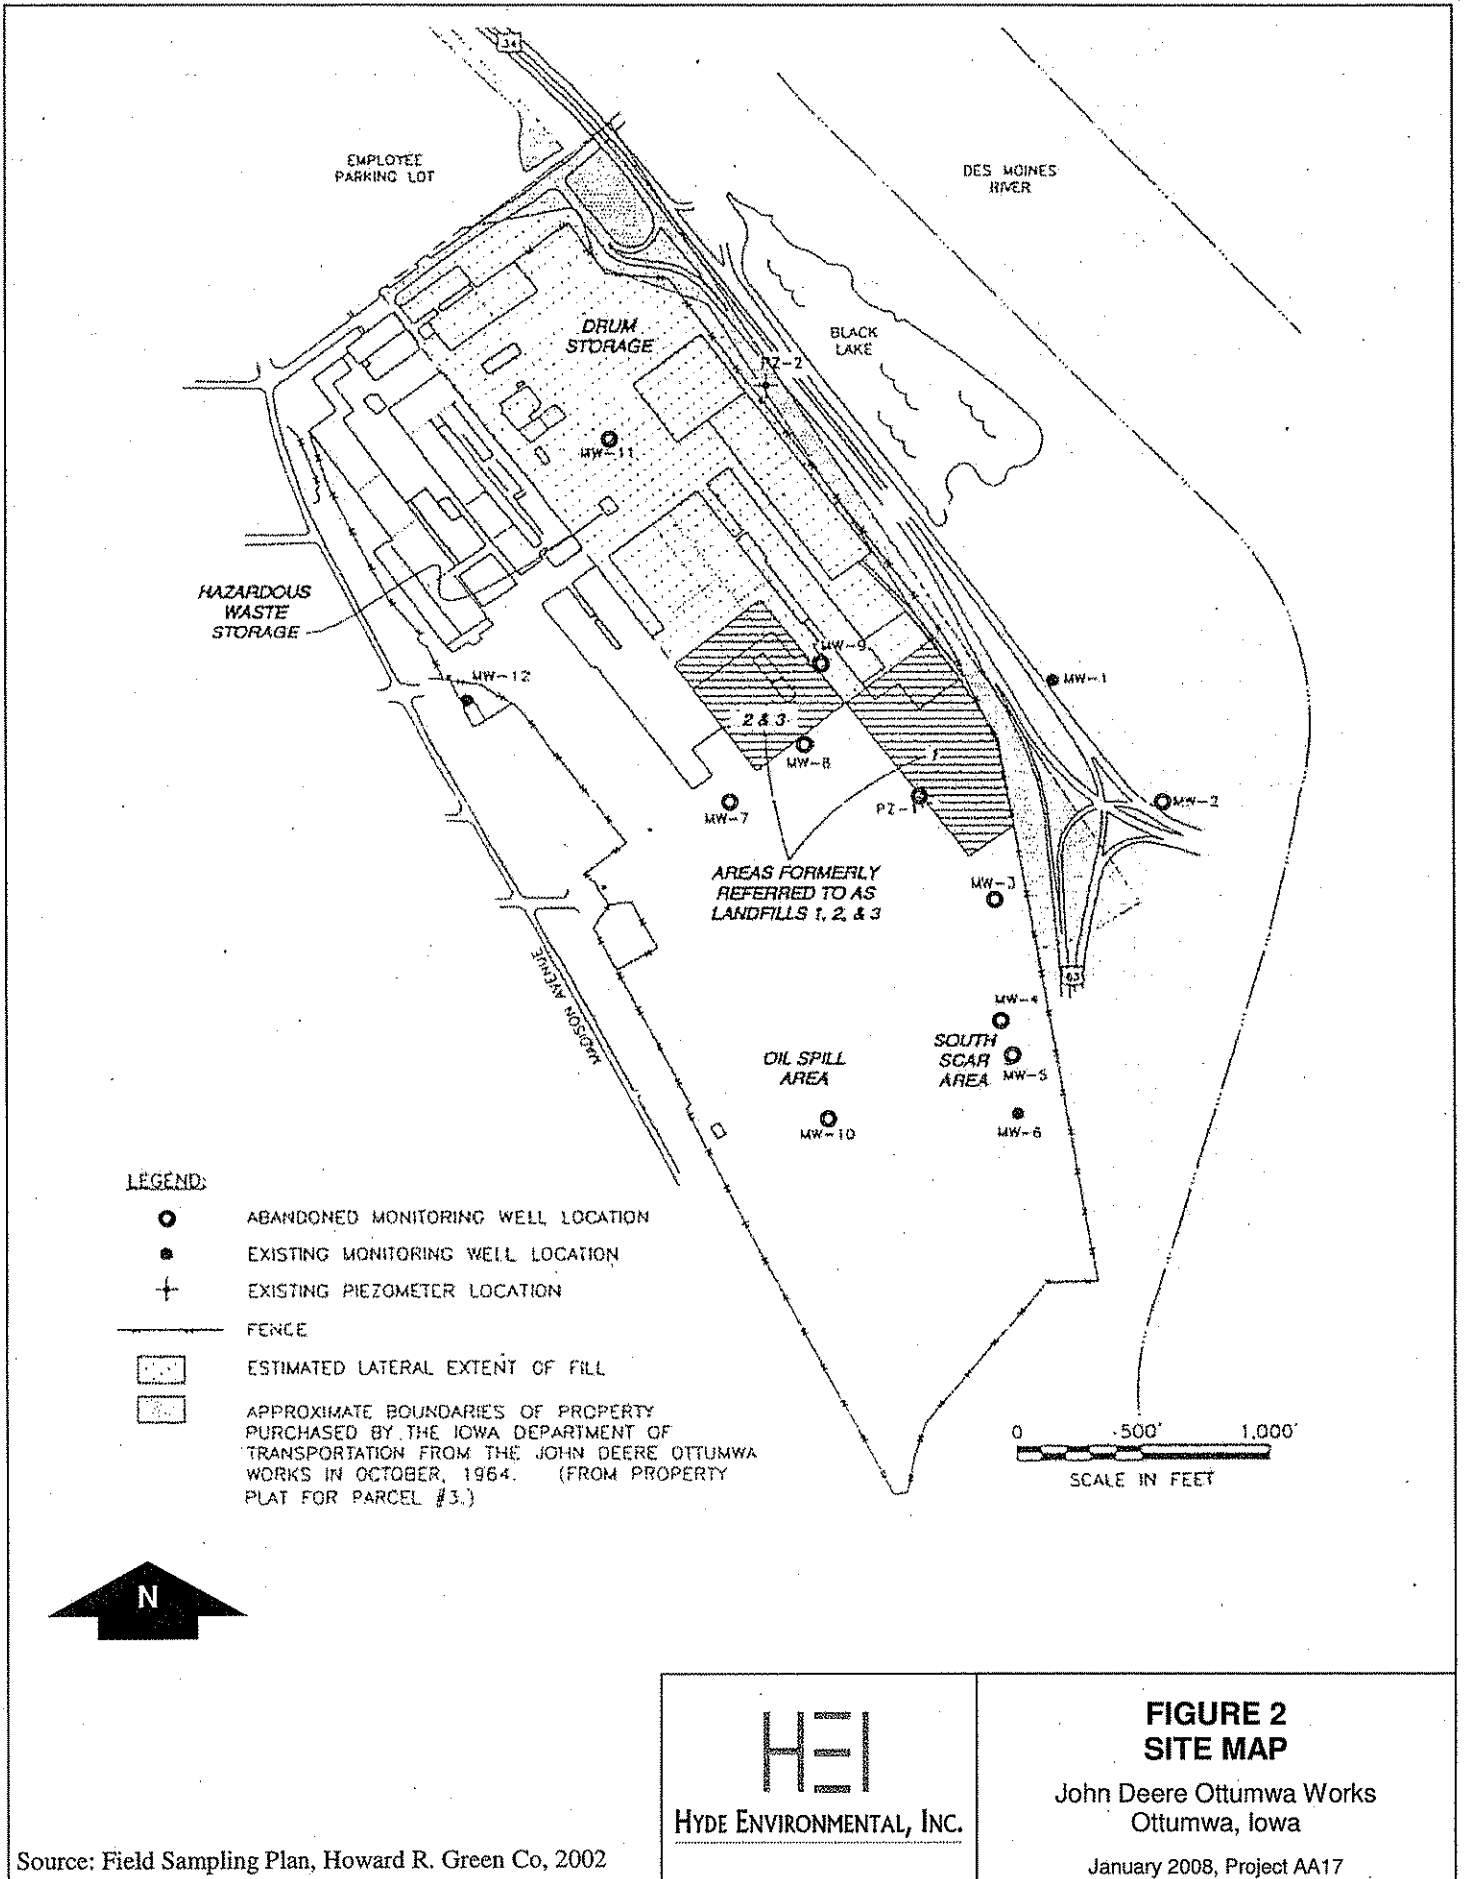 34
EMPLOYEE
PARKING LOT
DES MOINES
RIVER
DRUM
STORAGE
BLACK
LAKE
PZ-2
MW-11
HAZARDOUS
WASTE
STORAGE
MW-9
MW-12
MW-1
2 & 3
1
MW-8
MW-2
MW-7
PZ-1
AREAS FORMERLY
REFERRED TO AS
LANDFILLS 1, 2, & 3
MW-3
MADISON AVENUE
63
MW-4
OIL SPILL
AREA
SOUTH
SCAR
AREA
MW-5
MW-10
MW-6
LEGEND:
ABANDONED MONITORING WELL LOCATION
EXISTING MONITORING WELL LOCATION
EXISTING PIEZOMETER LOCATION
FENCE
ESTIMATED LATERAL EXTENT OF FILL
APPROXIMATE BOUNDARIES OF PROPERTY
PURCHASED BY THE IOWA DEPARTMENT OF
TRANSPORTATION FROM THE JOHN DEERE OTTUMWA
WORKS IN OCTOBER, 1964. (FROM PROPERTY
PLAT FOR PARCEL #3.)
0 500' 1,000'
SCALE IN FEET
N
HEI
HYDE ENVIRONMENTAL, INC.
FIGURE 2
SITE MAP
John Deere Ottumwa Works
Ottumwa, Iowa
January 2008, Project AA17
Source: Field Sampling Plan, Howard R. Green Co, 2002